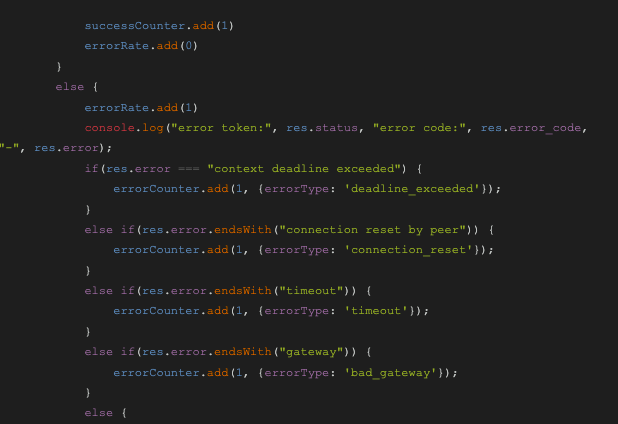 successCounter.add(1)
errorRate.add(0)
}
else {
errorRate.add(1)
console.log("error token:", res.status, "error code:", res.error_code,
"-", res.error);
if(res.error === "context deadline exceeded") {
errorCounter.add(1, {errorType: 'deadline_exceeded'});
}
else if(res.error.endsWith("connection reset by peer")) {
errorCounter.add(1, {errorType: 'connection_reset'});
}
else if(res.error.endsWith("timeout")) {
errorCounter.add(1, {errorType: 'timeout'});
}
else if(res.error.endsWith("gateway")) {
errorCounter.add(1, {errorType: 'bad_gateway'});
}
else {